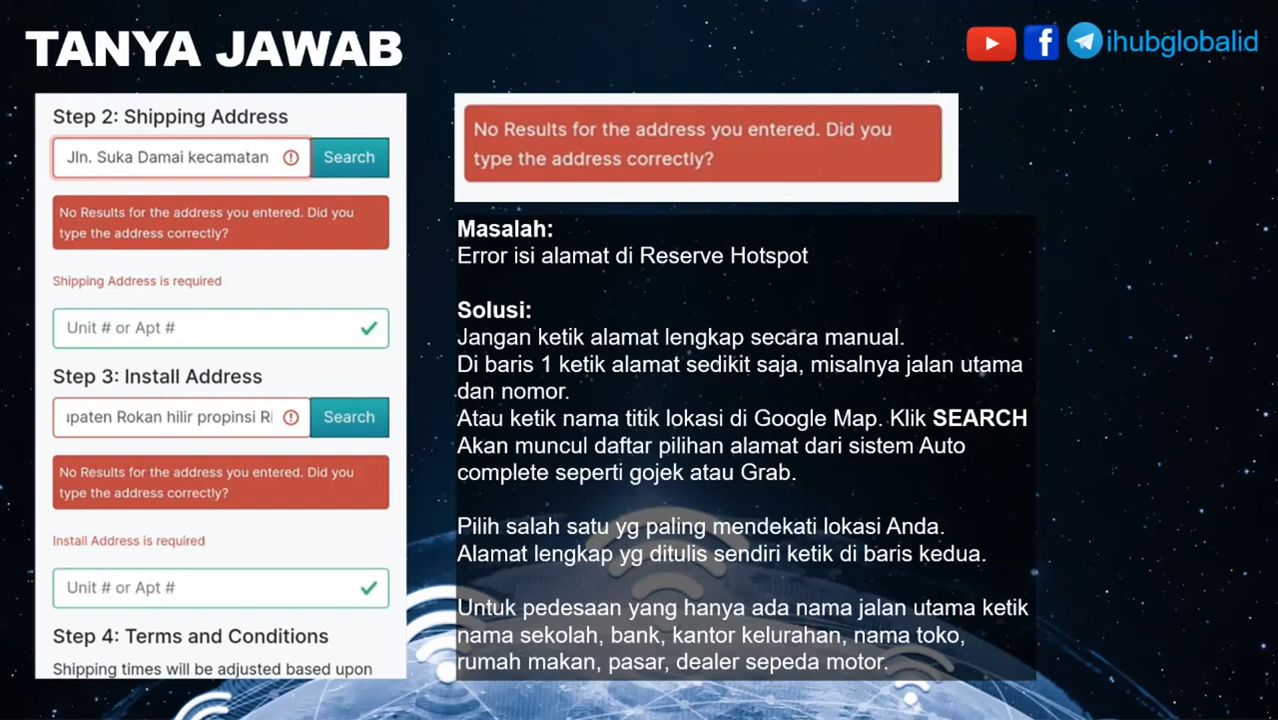 TANYA JAWAB
ihubglobalid
Step 2: Shipping Address
Jln. Suka Damai kecamatan
Search
No Results for the address you entered. Did you
type the address correctly?
Shipping Address is required
Unit # or Apt #
Step 3: Install Address
upaten Rokan hilir propinsi Ri
Search
No Results for the address you entered. Did you
type the address correctly?
Install Address is required
Unit # or Apt #
Step 4: Terms and Conditions
Shipping times will be adjusted based upon
No Results for the address you entered. Did you
type the address correctly?
Masalah:
Error isi alamat di Reserve Hotspot
Solusi:
Jangan ketik alamat lengkap secara manual.
Di baris 1 ketik alamat sedikit saja, misalnya jalan utama
dan nomor.
Atau ketik nama titik lokasi di Google Map. Klik SEARCH
Akan muncul daftar pilihan alamat dari sistem Auto
complete seperti gojek atau Grab.
Pilih salah satu yg paling mendekati lokasi Anda.
Alamat lengkap yg ditulis sendiri ketik di baris kedua.
Untuk pedesaan yang hanya ada nama jalan utama ketik
nama sekolah, bank, kantor kelurahan, nama toko,
rumah makan, pasar, dealer sepeda motor.